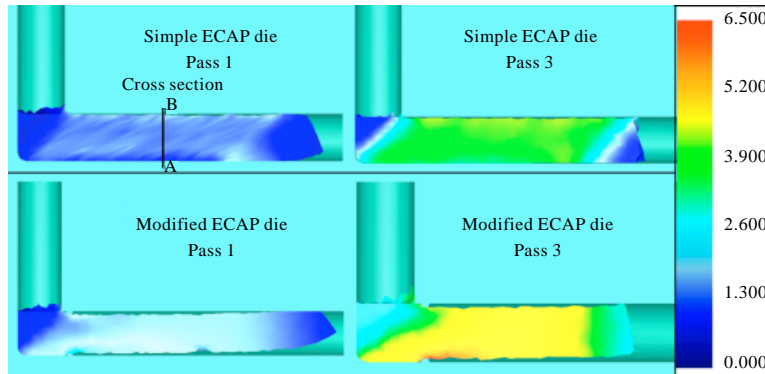 Simple ECAP die
Pass 1
Cross section
B
A
Simple ECAP die
Pass 3
Modified ECAP die
Pass 1
Modified ECAP die
Pass 3
6.500
5.200
3.900
2.600
1.300
0.000